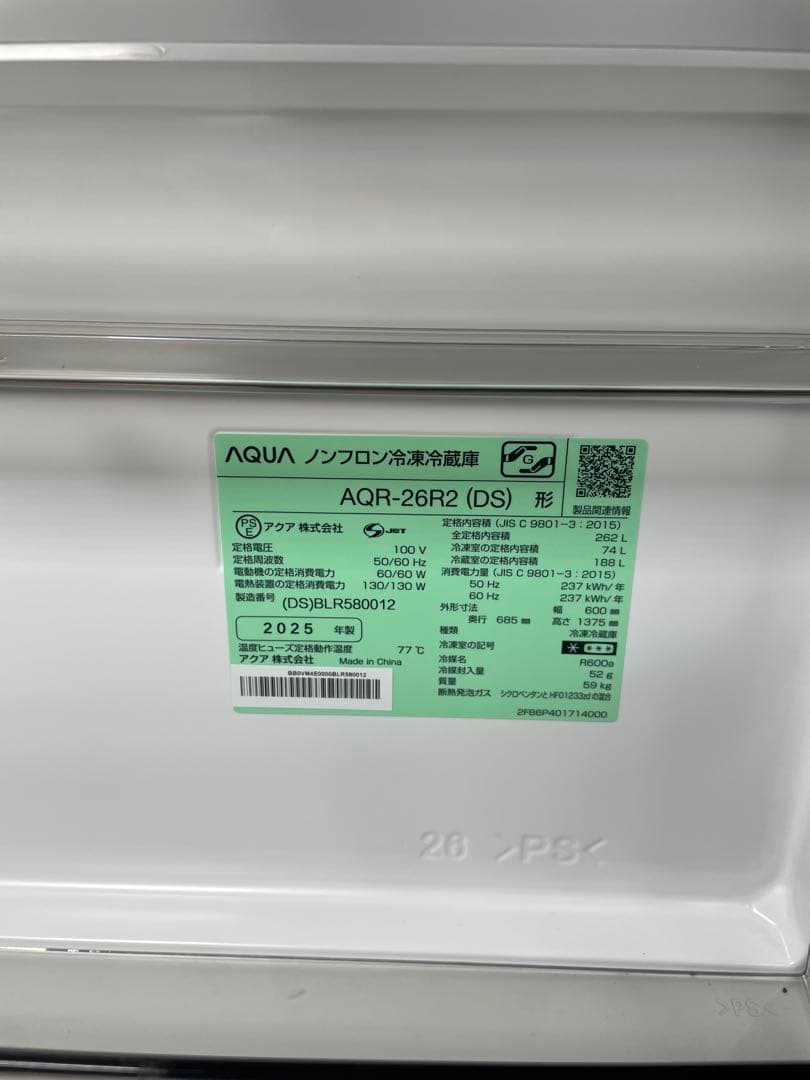 AQUA ノンフロン冷凍冷蔵庫
G
AQR-26R2 (DS) 形
製品関連情報
PS
E
アクア 株式会社
S JET
定格電圧 100 V
定格周波数 50/60 Hz
電動機の定格消費電力 60/60 W
電熱装置の定格消費電力 130/130 W
製造番号 (DS)BLR580012
2025 年製
温度ヒューズ定格動作温度 77 ℃
アクア 株式会社 Made in China
BB0VM4E0000BLR580012
定格内容積 (JIS C 9801-3:2015)
全定格内容積 262 L
冷凍室の定格内容積 74 L
冷蔵室の定格内容積 188 L
消費電力量 (JIS C 9801-3:2015)
50 Hz 237 kWh/年
60 Hz 237 kWh/年
外形寸法 幅 600 mm
奥行 685 mm 高さ 1375 mm
種類 冷凍冷蔵庫
冷凍室の記号
冷媒名 R600a
冷媒封入量 52 g
質量 59 kg
断熱発泡ガス シクロペンタンとHFO1233zdの混合
2FB6P401714000
26 >PS<
>PS<